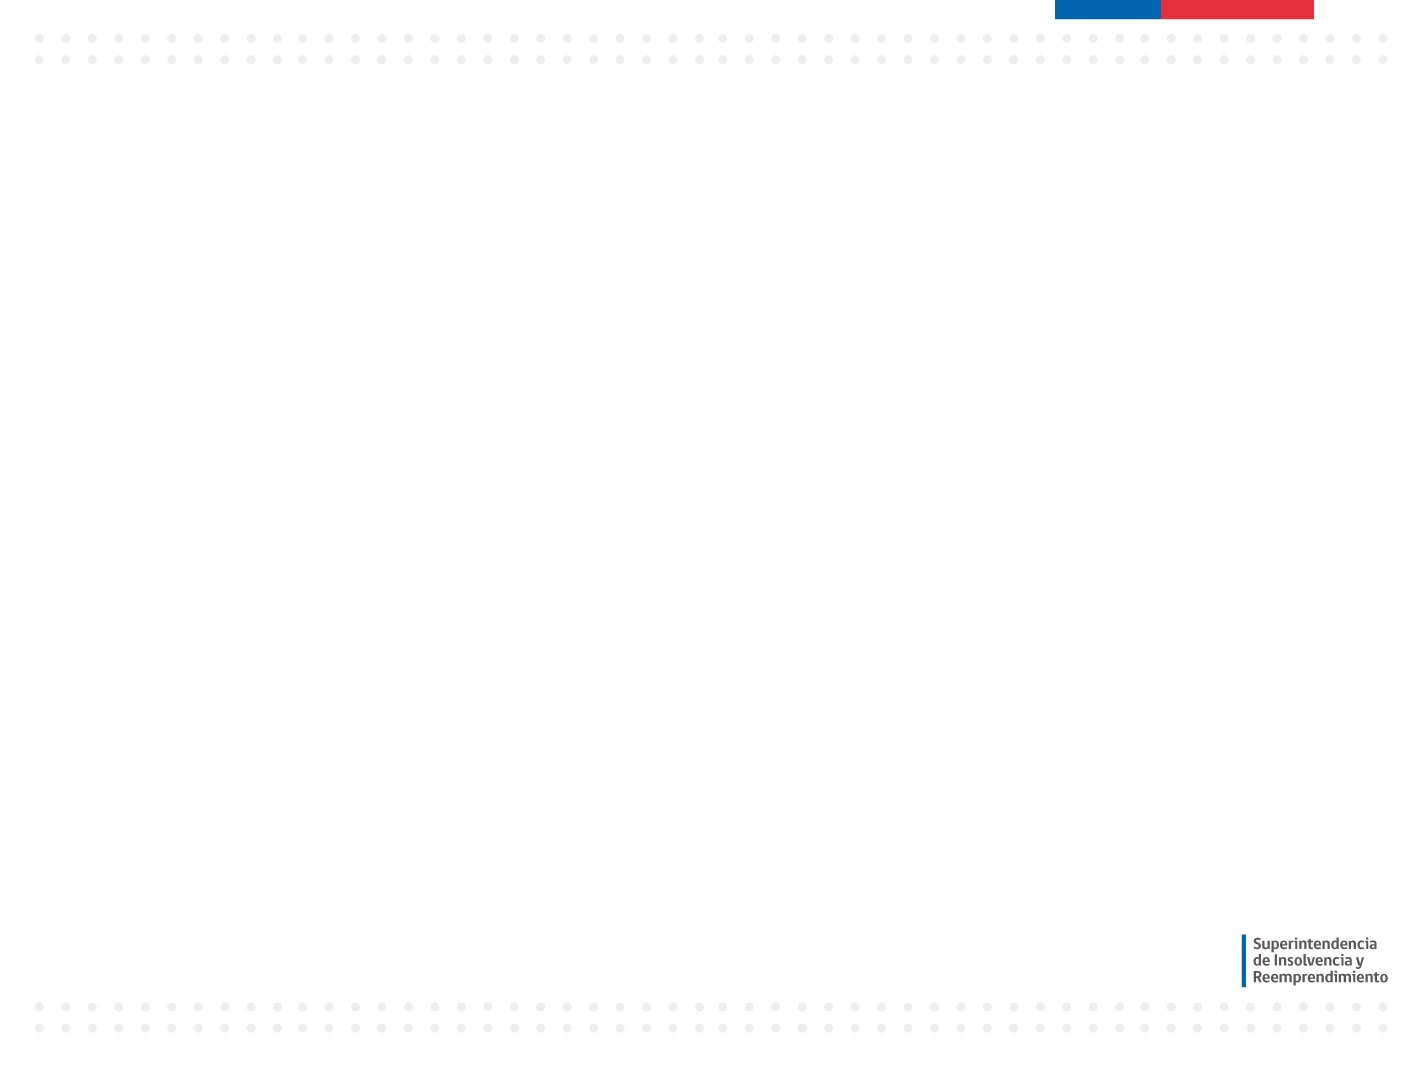 Superintendencia
de Insolvencia y
Reemprendimiento